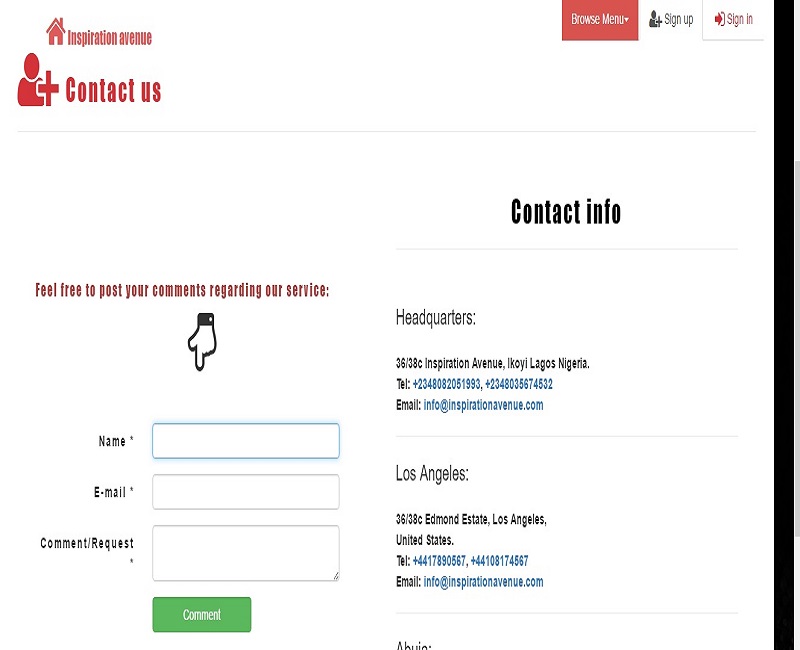 Inspiration avenue
Browse Menu
Sign up
Sign in
Contact us
Contact info
Feel free to post your comments regarding our service:
Headquarters:
36/38c Inspiration Avenue, Ikoyi Lagos Nigeria.
Tel: +2348082051993, +2348035674532
Email: info@inspirationavenue.com
Name *
E-mail *
Comment/Request
*
Comment
Los Angeles:
36/38c Edmond Estate, Los Angeles,
United States.
Tel: +4417890567, +44108174567
Email: info@inspirationavenue.com
Abuja: